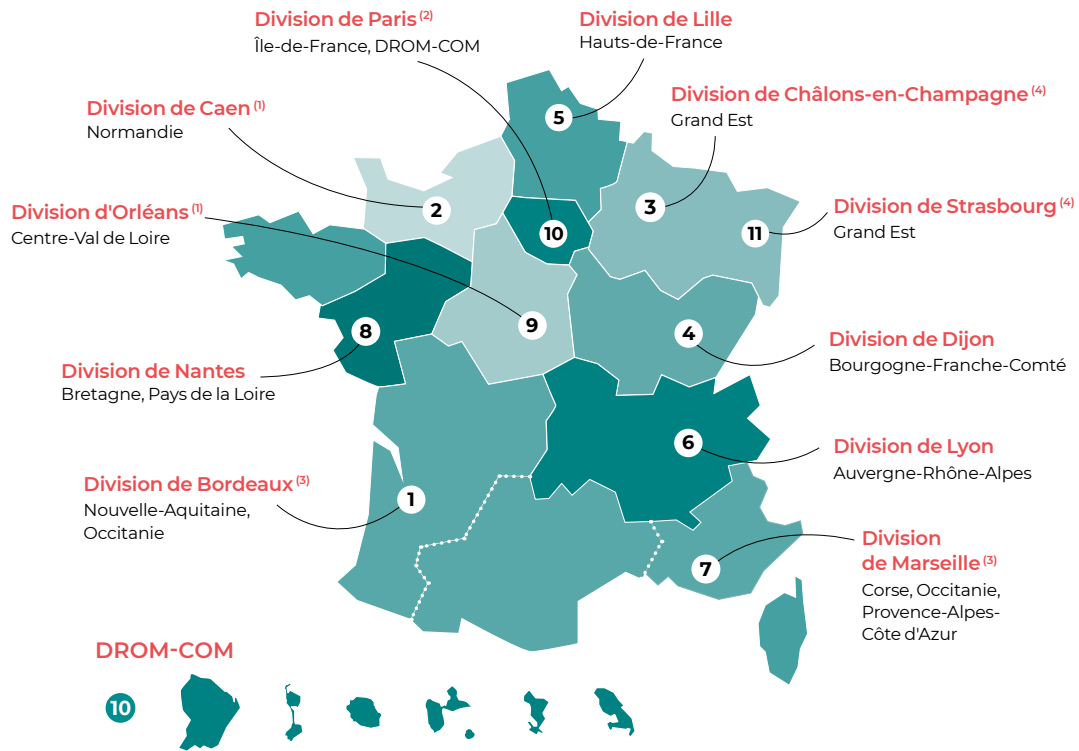 Division de Paris (2)
Île-de-France, DROM-COM
Division de Lille
Hauts-de-France
Division de Caen (1)
Normandie
Division de Châlons-en-Champagne (4)
Grand Est
5
3
2
Division d'Orléans (1)
Centre-Val de Loire
Division de Strasbourg (4)
Grand Est
10
11
9
8
4
Division de Dijon
Bourgogne-Franche-Comté
Division de Nantes
Bretagne, Pays de la Loire
6
Division de Lyon
Auvergne-Rhône-Alpes
Division de Bordeaux (3)
Nouvelle-Aquitaine,
Occitanie
1
7
Division
de Marseille (3)
Corse, Occitanie,
Provence-Alpes-
Côte d'Azur
DROM-COM
10